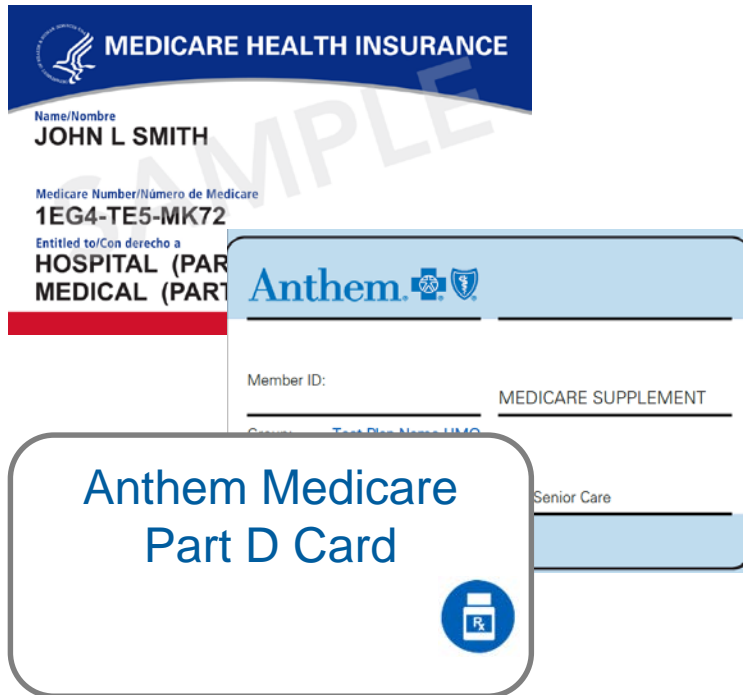 MEDICARE HEALTH INSURANCE
SAMPLE
Name/Nombre
JOHN L SMITH
Medicare Number/Número de Medicare
1EG4-TE5-MK72
Entitled to/Con derecho a
HOSPITAL (PAR
MEDICAL (PART
Anthem.
Member ID:
MEDICARE SUPPLEMENT
Group: Test Plan Name HMO
Senior Care
Anthem Medicare
Part D Card
Rx